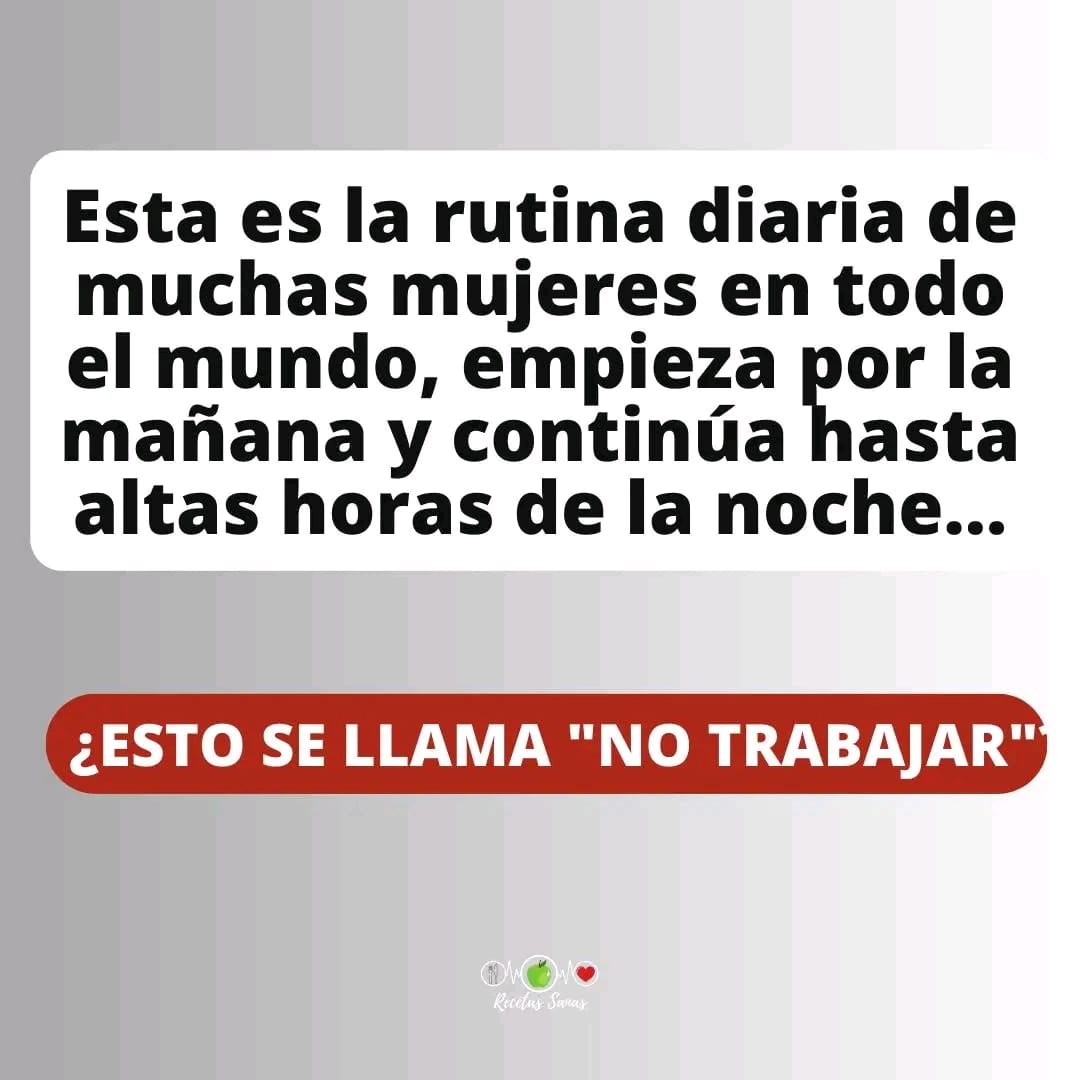 Esta es la rutina diaria de
muchas mujeres en todo
el mundo, empieza por la
mañana y continúa hasta
altas horas de la noche...
¿ESTO SE LLAMA "NO TRABAJAR"?
Recetas Sanas